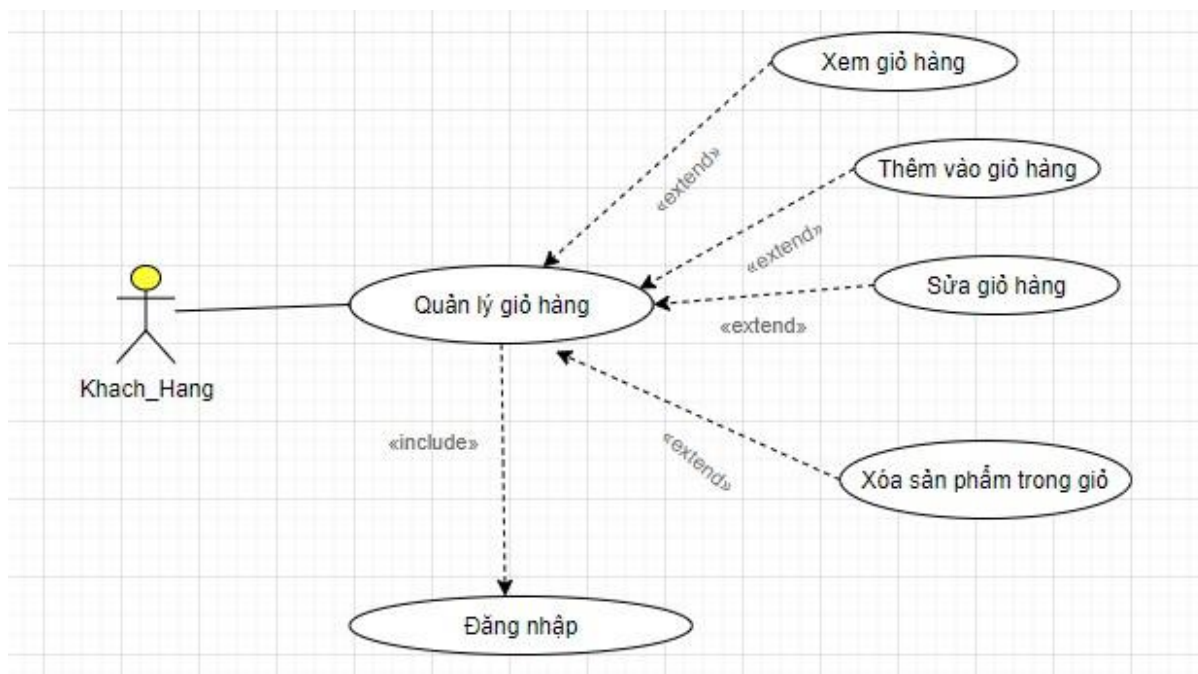 Xem giỏ hàng
«extend»
Thêm vào giỏ hàng
«extend»
Sửa giỏ hàng
«extend»
Quản lý giỏ hàng
Khach_Hang
«include»
«extend»
Xóa sản phẩm trong giỏ
Đăng nhập